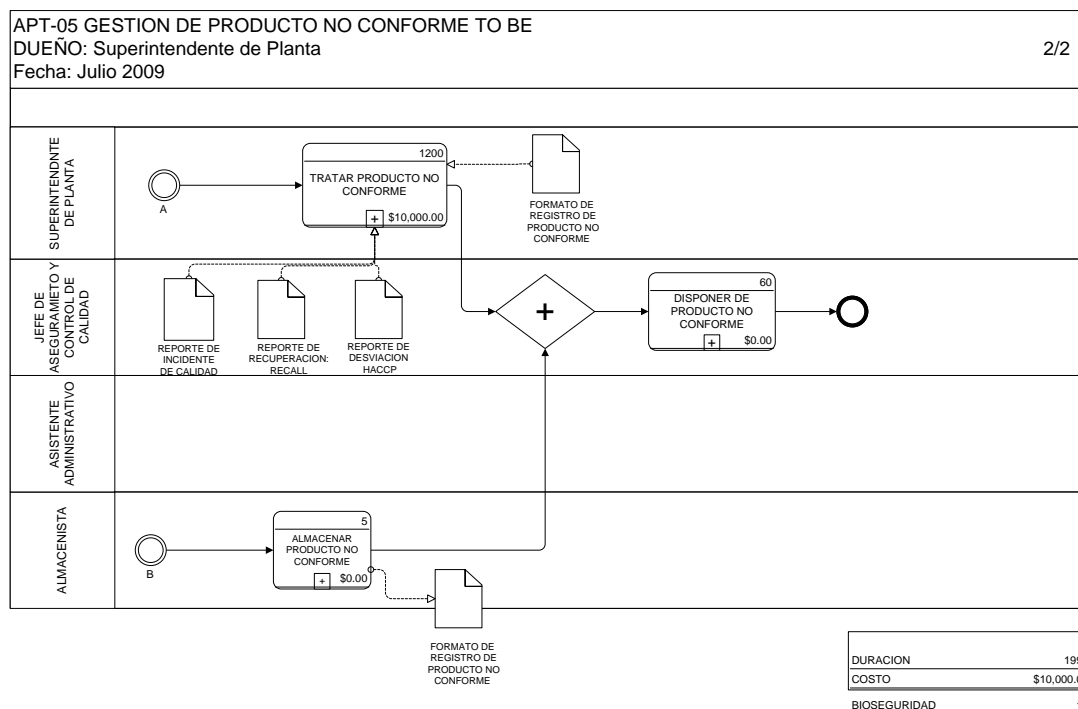 APT-05 GESTION DE PRODUCTO NO CONFORME TO BE
DUEÑO: Superintendente de Planta
2/2
Fecha: Julio 2009
SUPERINTENDNTE
DE PLANTA
A
1200
TRATAR PRODUCTO NO
CONFORME
+ $10,000.00
FORMATO DE
REGISTRO DE
PRODUCTO NO
CONFORME
JEFE DE
ASEGURAMIETO Y
CONTROL DE
CALIDAD
REPORTE DE
INCIDENTE
DE CALIDAD
REPORTE DE
RECUPERACION:
RECALL
REPORTE DE
DESVIACION
HACCP
+
60
DISPONER DE
PRODUCTO NO
CONFORME
+ $0.00
ASISTENTE
ADMINISTRATIVO
ALMACENISTA
B
5
ALMACENAR
PRODUCTO NO
CONFORME
+ $0.00
FORMATO DE
REGISTRO DE
PRODUCTO NO
CONFORME
DURACION
COSTO
BIOSEGURIDAD